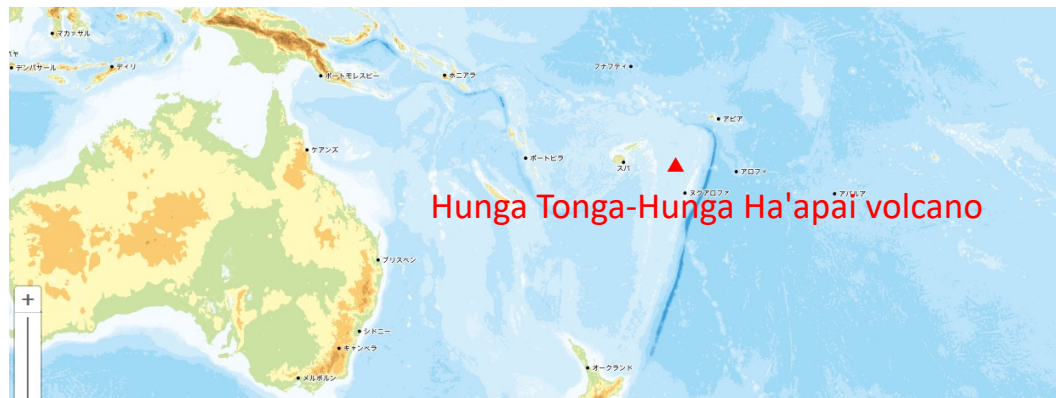 マカッサル
デンパサール
ディリ
ポートモレスビー
ホニアラ
フナフティ
アピア
ケアンズ
ポートビラ
スバ
アロフィ
ヌクアロファ
アバルア
Hunga Tonga-Hunga Ha'apai volcano
ブリスベン
+
シドニー
キャンベラ
オークランド
メルボルン